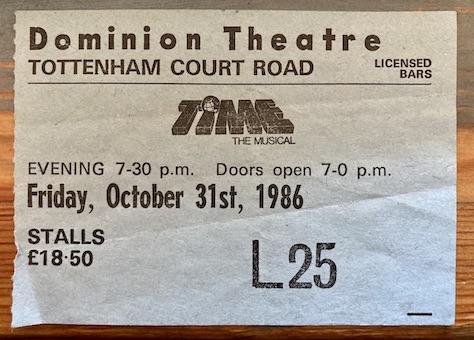 Dominion Theatre
TOTTENHAM COURT ROAD
LICENSED
BARS
TIME
THE MUSICAL
EVENING 7-30 p.m. Doors open 7-0 p.m.
Friday, October 31st, 1986
STALLS
£18·50
L25